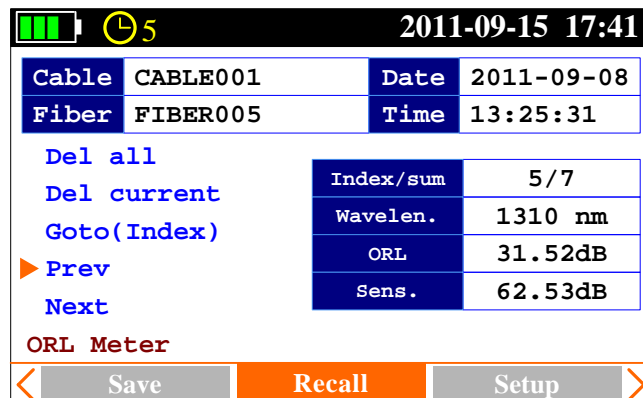 5 2011-09-15 17:41
Cable CABLE001 Date 2011-09-08
Fiber FIBER005 Time 13:25:31
Del all
Del current
Goto(Index)
Prev
Next
Index/sum 5/7
Wavelen. 1310 nm
ORL 31.52dB
Sens. 62.53dB
ORL Meter
Save Recall Setup